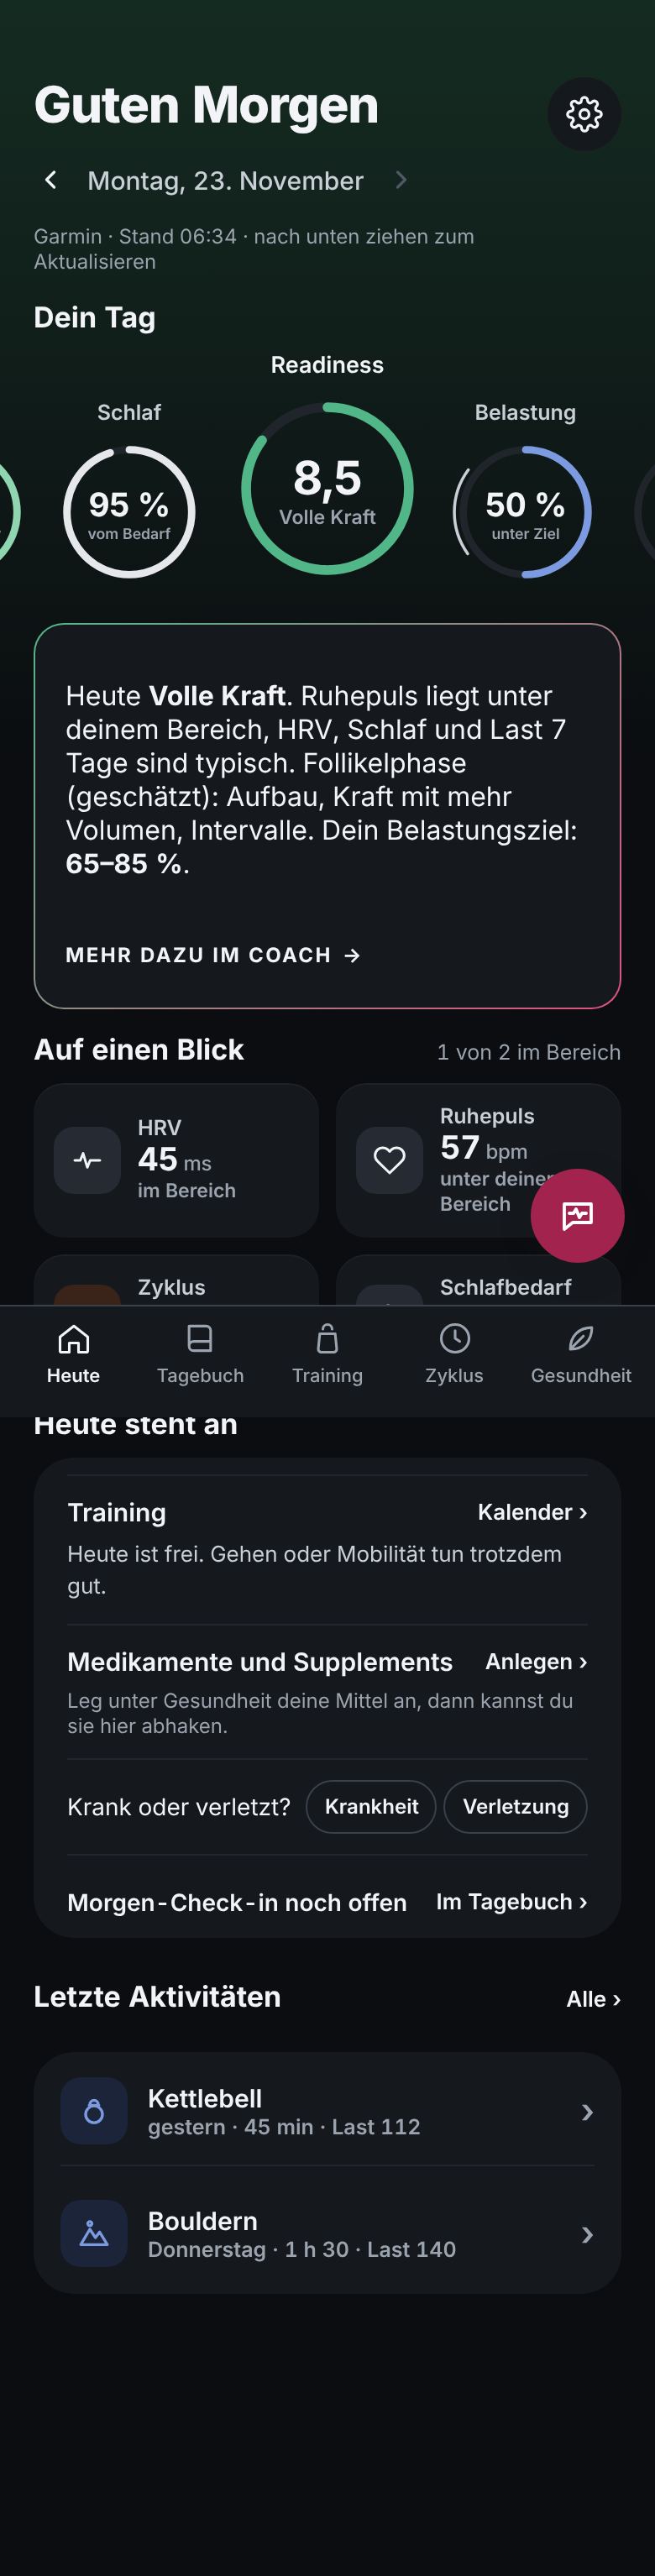 Guten Morgen
Montag, 23. November
Garmin · Stand 06:34 · nach unten ziehen zum
Aktualisieren
Dein Tag
Readiness
Schlaf
Belastung
8,5
Volle Kraft
95 %
vom Bedarf
50 %
unter Ziel
Heute Volle Kraft. Ruhepuls liegt unter
deinem Bereich, HRV, Schlaf und Last 7
Tage sind typisch. Follikelphase
(geschätzt): Aufbau, Kraft mit mehr
Volumen, Intervalle. Dein Belastungsziel:
65–85 %.
MEHR DAZU IM COACH →
Auf einen Blick
1 von 2 im Bereich
HRV
45 ms
im Bereich
Ruhepuls
57 bpm
unter deinem
Bereich
Zyklus
Schlafbedarf
Heute
Tagebuch
Training
Zyklus
Gesundheit
Heute steht an
Training
Kalender ›
Heute ist frei. Gehen oder Mobilität tun trotzdem
gut.
Medikamente und Supplements
Anlegen ›
Leg unter Gesundheit deine Mittel an, dann kannst du
sie hier abhaken.
Krank oder verletzt?
Krankheit
Verletzung
Morgen-Check-in noch offen
Im Tagebuch ›
Letzte Aktivitäten
Alle ›
Kettlebell
gestern · 45 min · Last 112
Bouldern
Donnerstag · 1 h 30 · Last 140